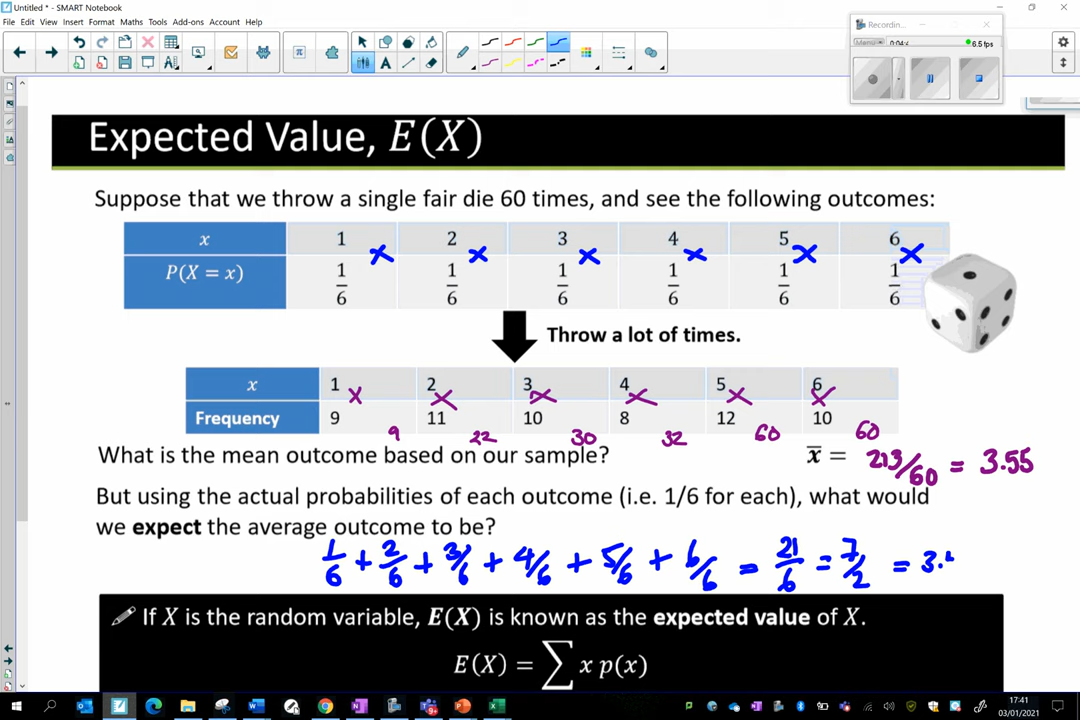 Untitled * - SMART Notebook
File Edit View Insert Format Maths Tools Add-ons Account Help
Recording...
Menu
6.5 fps
Expected Value, E(X)
Suppose that we throw a single fair die 60 times, and see the following outcomes:
x 1 2 3 4 5 6
× × × × × ×
P(X = x) 1/6 1/6 1/6 1/6 1/6 1/6
Throw a lot of times.
x 1 2 3 4 5 6
× × × × × ×
Frequency 9 11 10 8 12 10
9 22 30 32 60 60
What is the mean outcome based on our sample? x̅ = 213/60 = 3.55
But using the actual probabilities of each outcome (i.e. 1/6 for each), what would
we expect the average outcome to be?
1/6 + 2/6 + 3/6 + 4/6 + 5/6 + 6/6 = 21/6 = 7/2 = 3.
If X is the random variable, E(X) is known as the expected value of X.
E(X) = ∑ x p(x)
17:41
03/01/2021